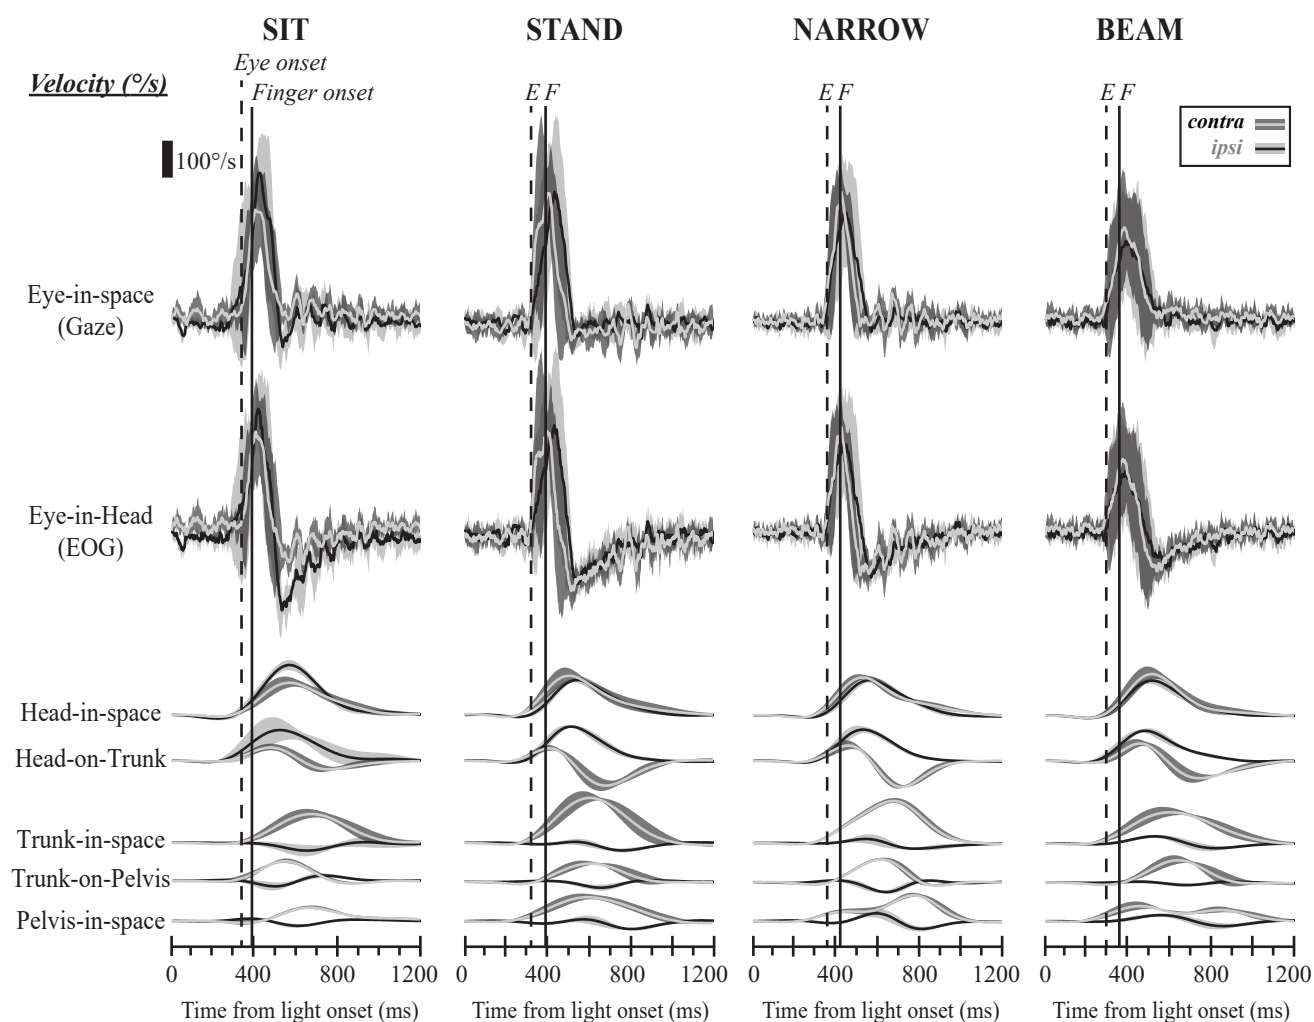 SIT STAND NARROW BEAM
Eye onset
Velocity (°/s)
Finger onset E F E F E F
contra
100°/s
ipsi
Eye-in-space
(Gaze)
Eye-in-Head
(EOG)
Head-in-space
Head-on-Trunk
Trunk-in-space
Trunk-on-Pelvis
Pelvis-in-space
0 400 800 1200 0 400 800 1200 0 400 800 1200 0 400 800 1200
Time from light onset (ms) Time from light onset (ms) Time from light onset (ms) Time from light onset (ms)